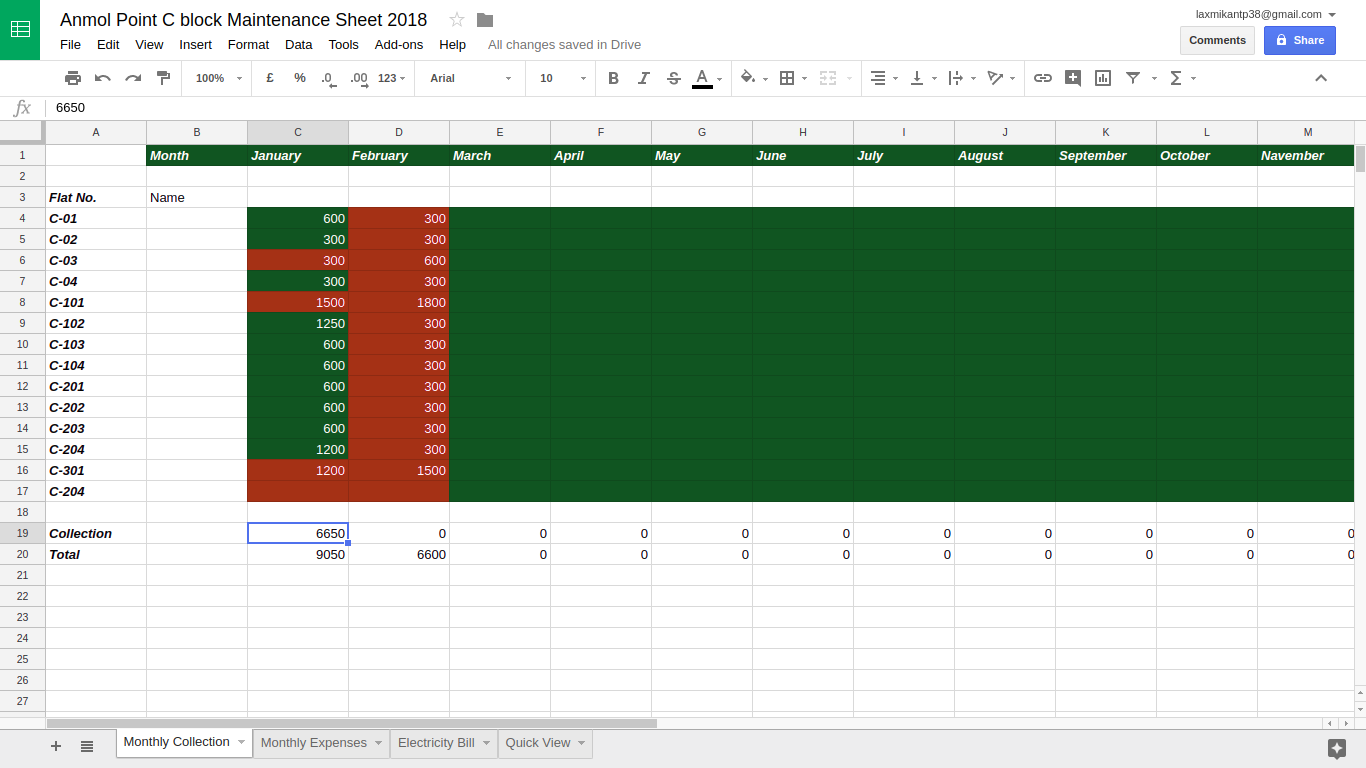 Anmol Point C block Maintenance Sheet 2018
laxmikantp38@gmail.com
File Edit View Insert Format Data Tools Add-ons Help All changes saved in Drive
Comments Share
100% £ % .0 .00 123 Arial 10 B I S A Σ
fx 6650
A B C D E F G H I J K L M
1 Month January February March April May June July August September October Navember
2
3 Flat No. Name
4 C-01 600 300
5 C-02 300 300
6 C-03 300 600
7 C-04 300 300
8 C-101 1500 1800
9 C-102 1250 300
10 C-103 600 300
11 C-104 600 300
12 C-201 600 300
13 C-202 600 300
14 C-203 600 300
15 C-204 1200 300
16 C-301 1200 1500
17 C-204
18
19 Collection 6650 0 0 0 0 0 0 0 0 0 0
20 Total 9050 6600 0 0 0 0 0 0 0 0 0
21
22
23
24
25
26
27
+ Monthly Collection Monthly Expenses Electricity Bill Quick View